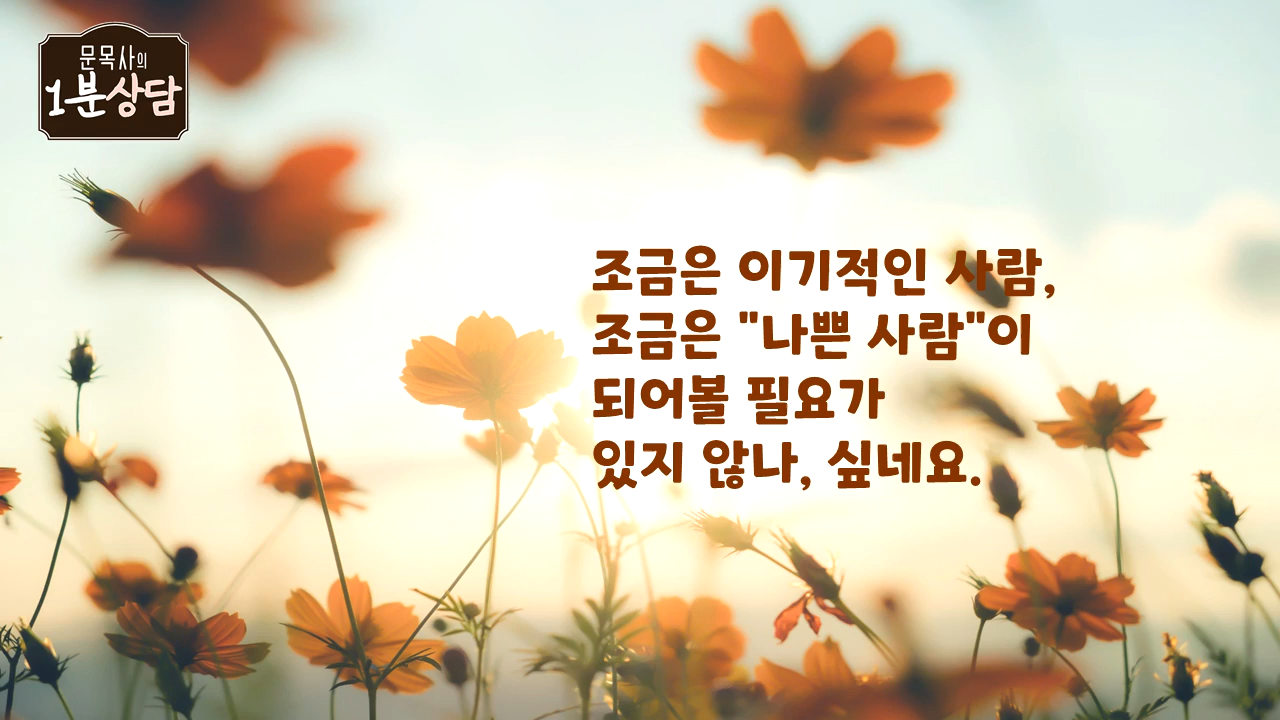 문목사의
1분상담
조금은 이기적인 사람,
조금은 "나쁜 사람"이
되어볼 필요가
있지 않나, 싶네요.